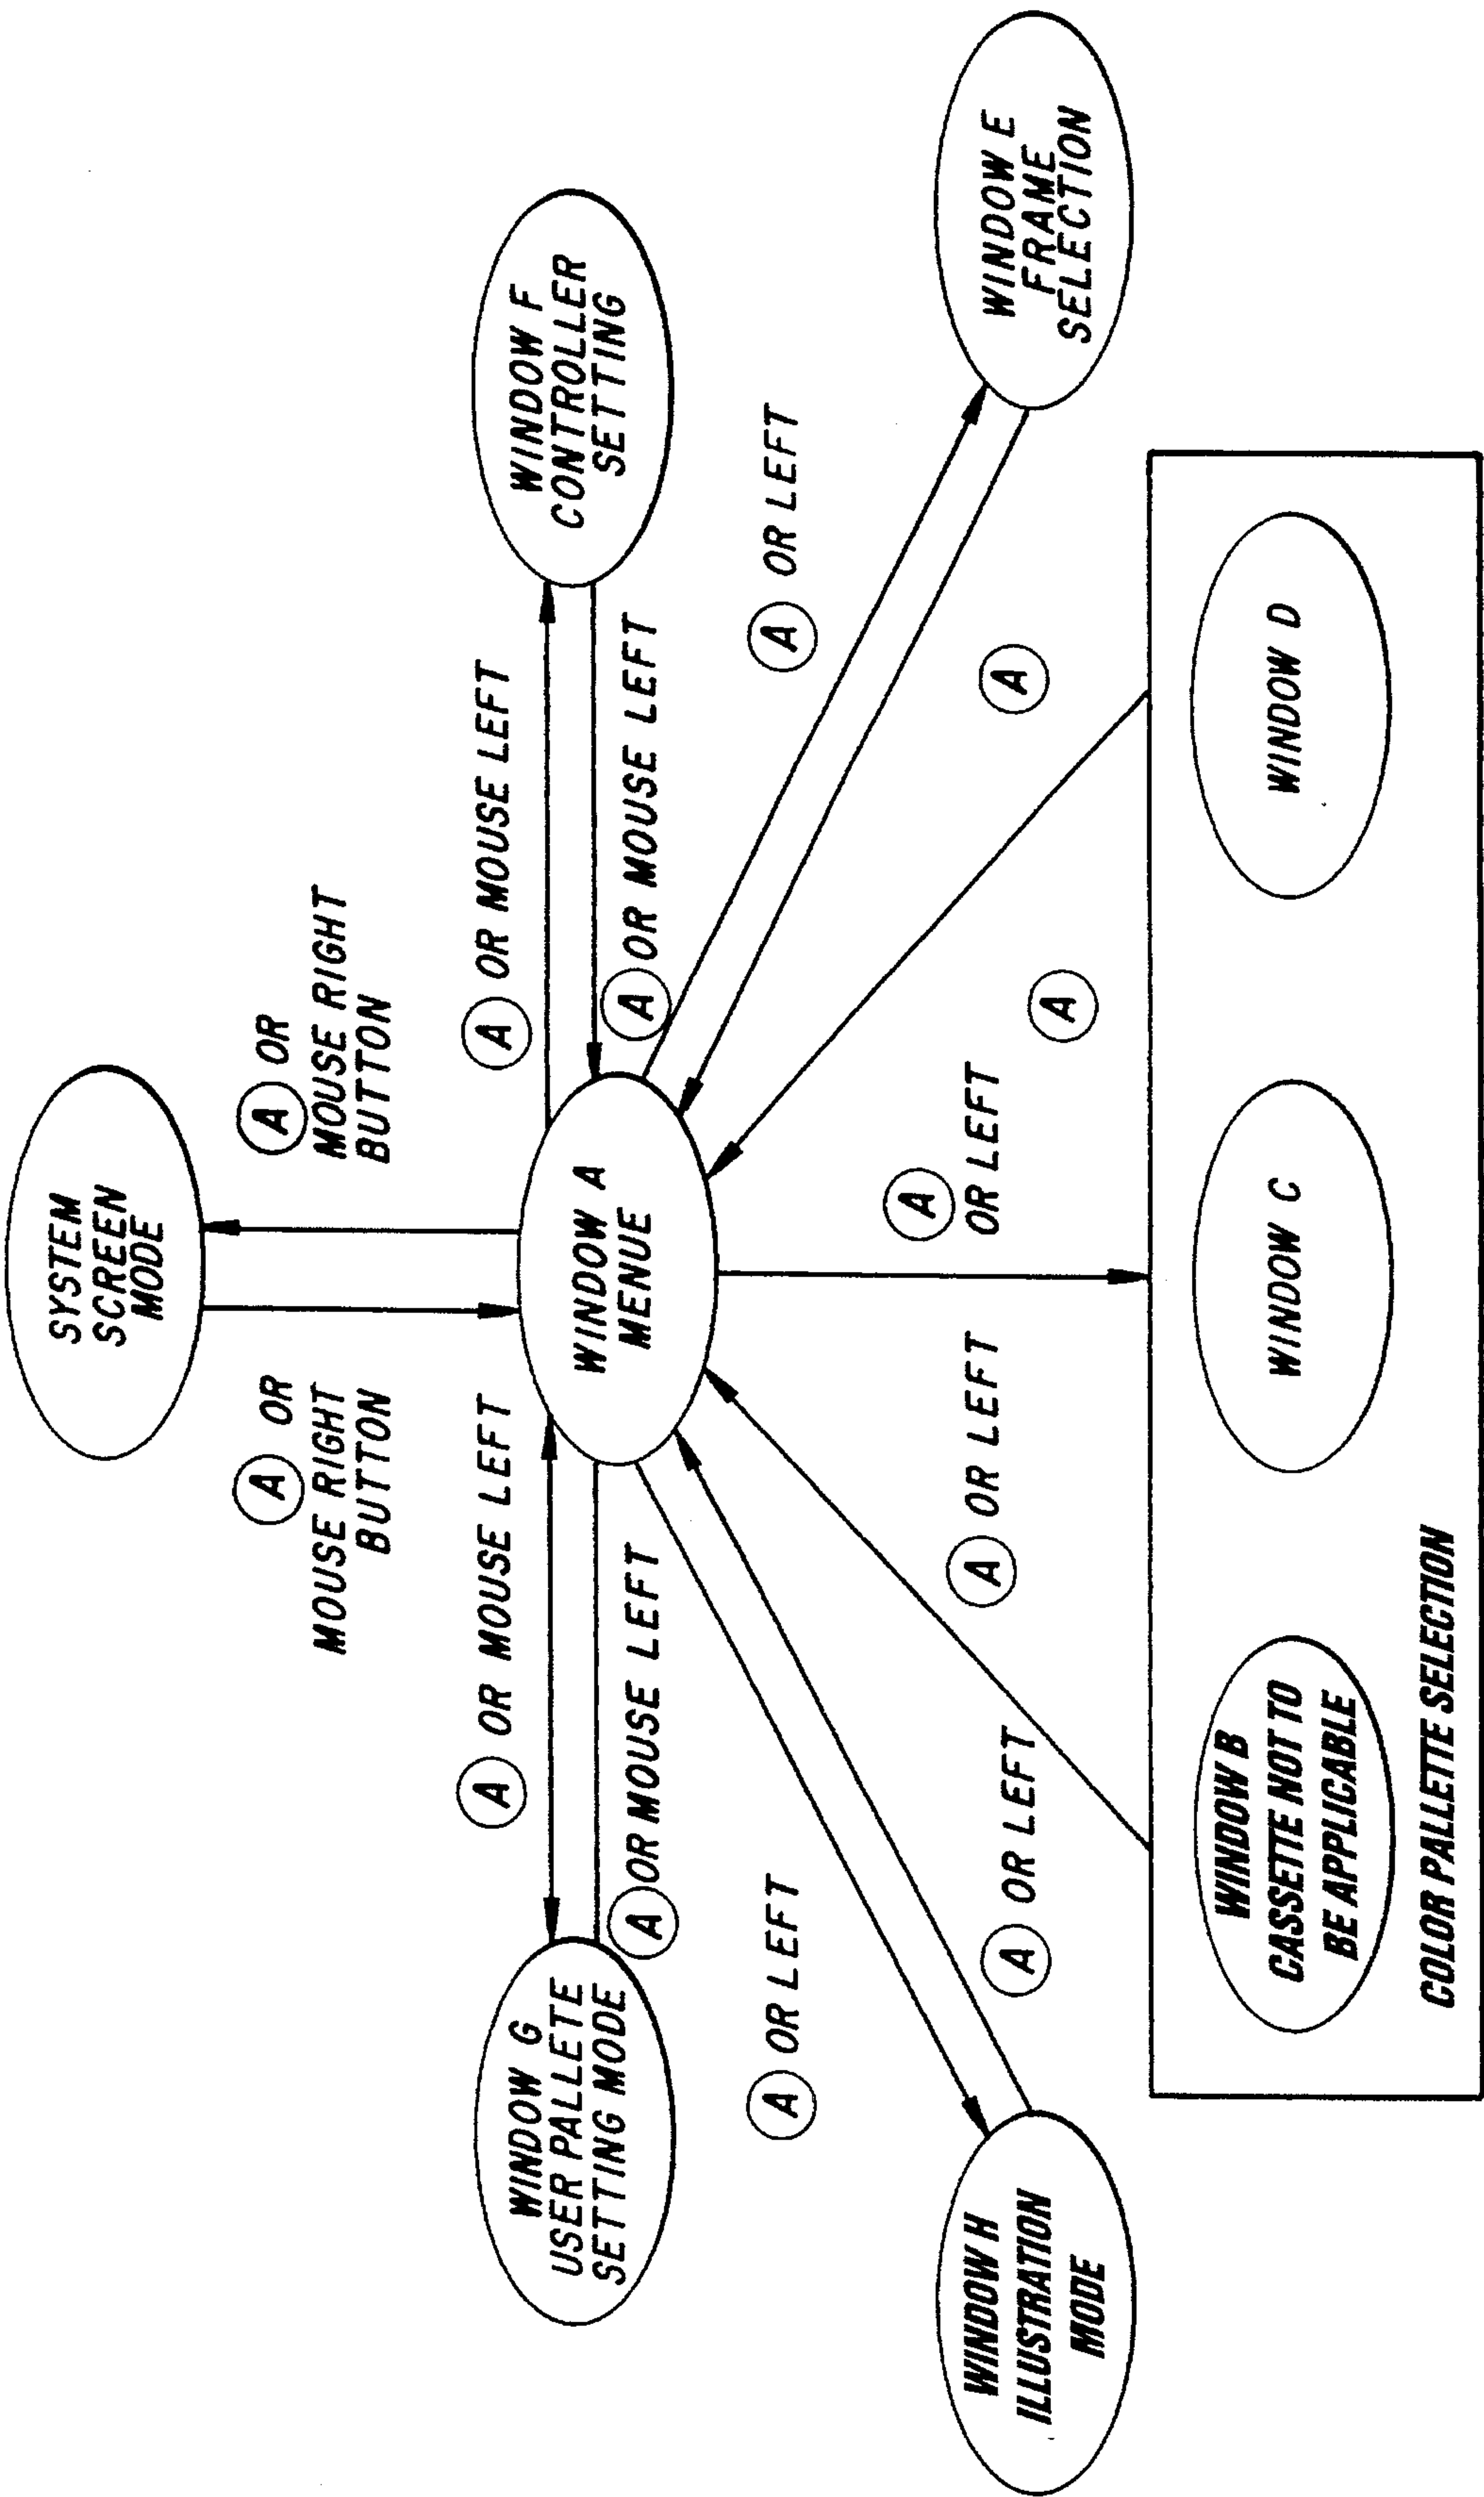 SYSTEM
SCREEN
MODE
A OR
MOUSE RIGHT
BUTTON
A OR
MOUSE RIGHT
BUTTON
WINDOW G
USER PALLETE
SETTING MODE
A OR MOUSE LEFT
A OR MOUSE LEFT
WINDOW A
MENUE
A OR MOUSE LEFT
A OR MOUSE LEFT
WINDOW F
CONTROLLER
SETTING
A OR LEFT
A OR LEFT
WINDOW H
ILLUSTRATION
MODE
A OR LEFT
A OR LEFT
A
OR LEFT
A
A
WINDOW E
FRAME
SELECTION
WINDOW B
CASSETTE NOT TO
BE APPLICABLE
WINDOW C
WINDOW D
COLOR PALLETTE SELECTION